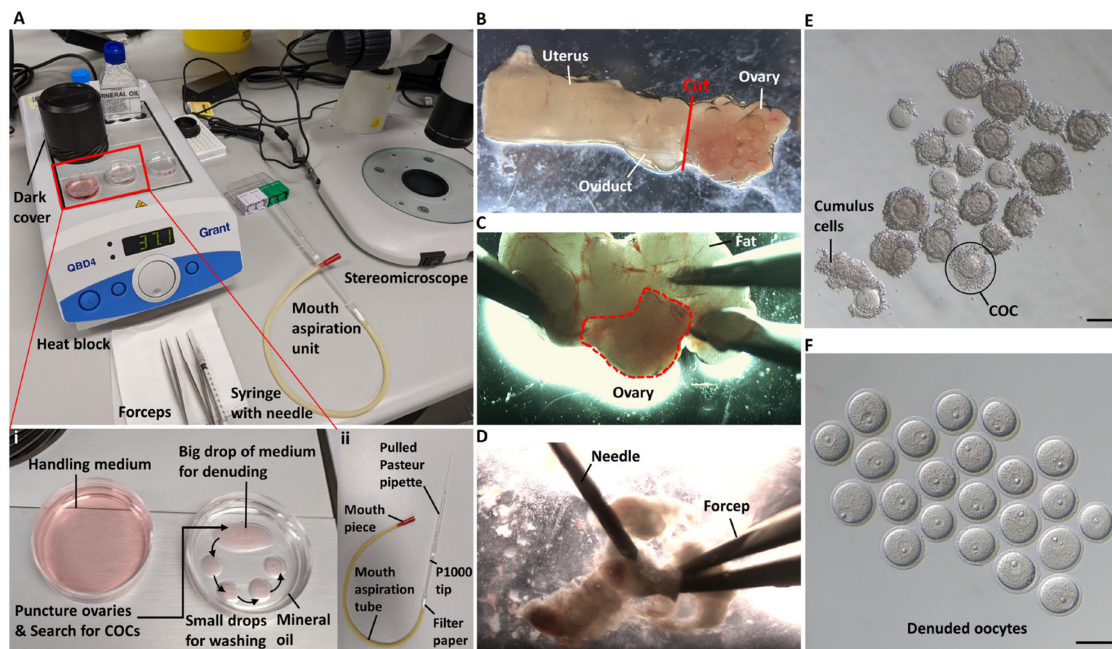 A
MINERAL OIL
Dark
cover
37.1
QBD4
Grant
Heat block
Forceps
Syringe
with needle
Mouth
aspiration
unit
Stereomicroscope
i
Handling medium
Big drop of medium
for denuding
Puncture ovaries
& Search for COCs
Small drops
for washing
Mineral
oil
ii
Pulled
Pasteur
pipette
Mouth
piece
Mouth
aspiration
tube
P1000
tip
Filter
paper
B
Uterus
Cut
Ovary
Oviduct
C
Fat
Ovary
D
Needle
Forcep
E
Cumulus
cells
COC
F
Denuded oocytes